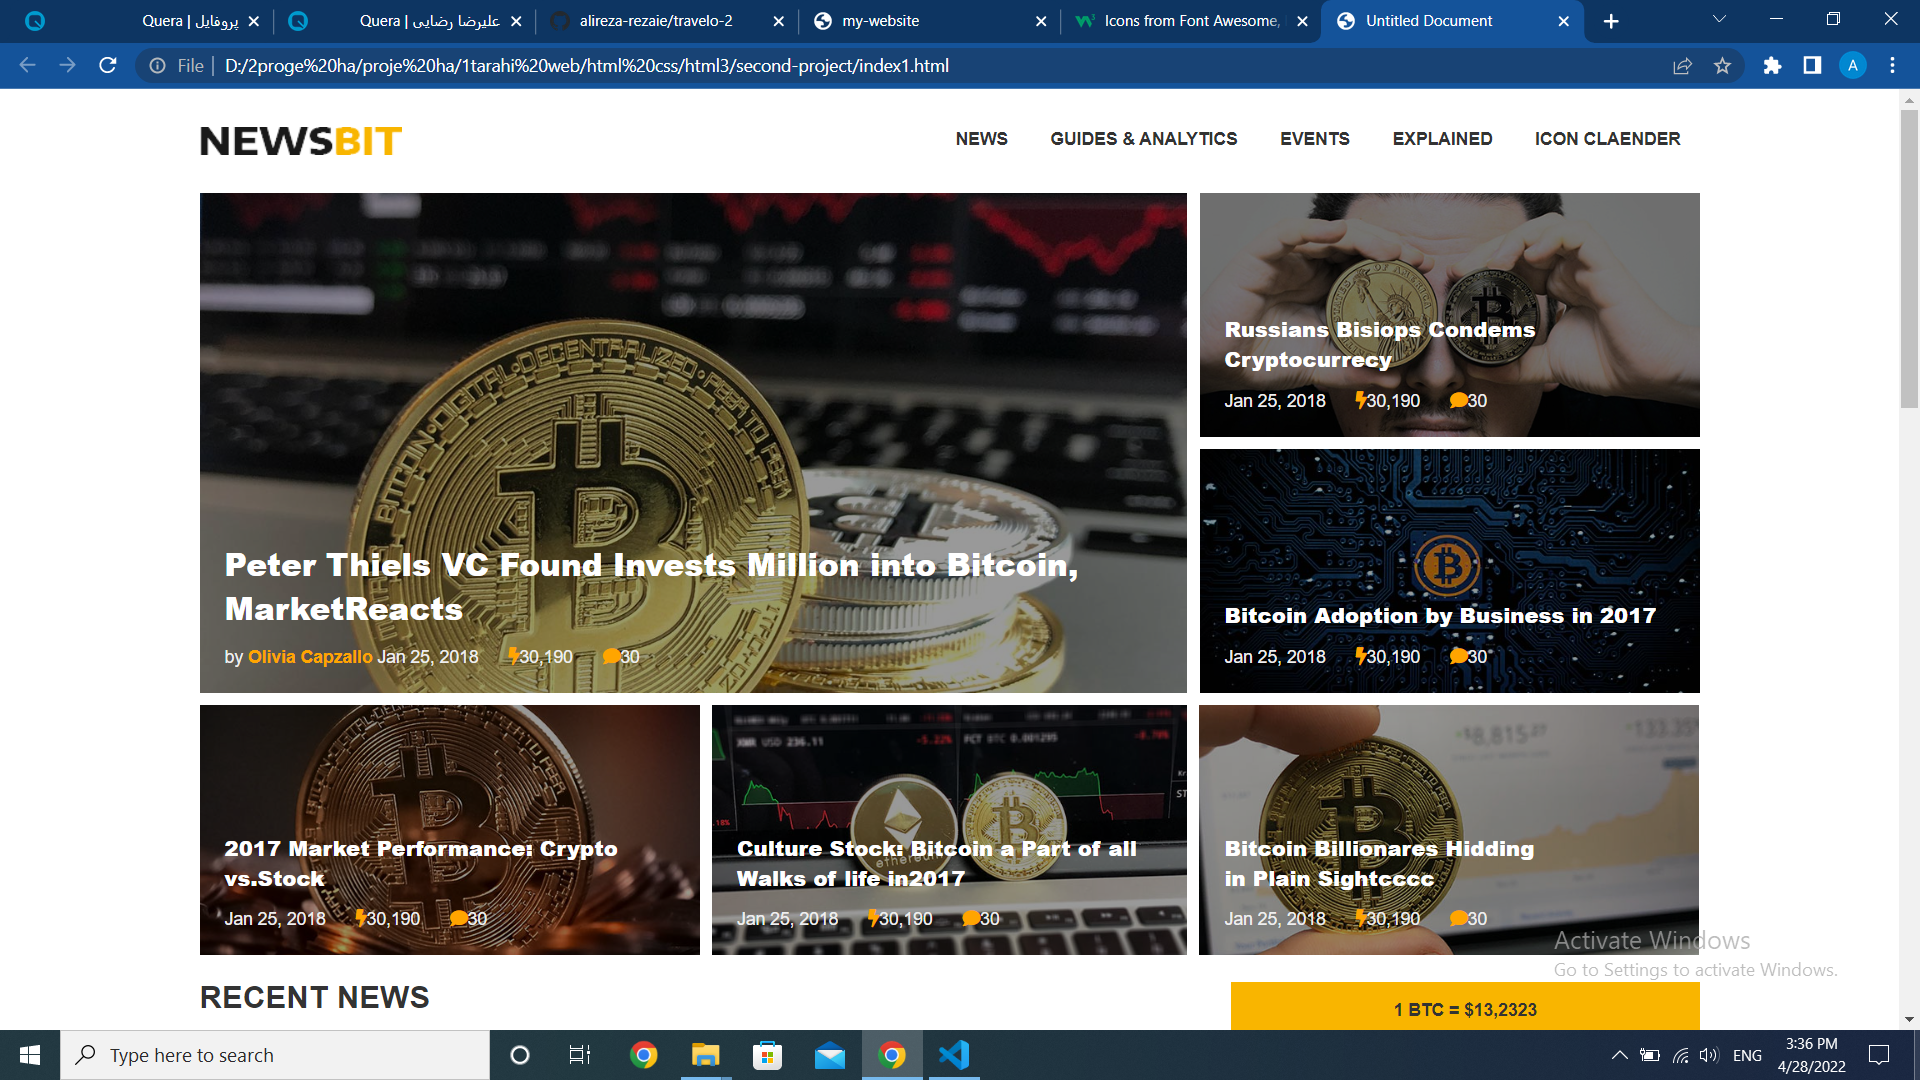 پروفایل | Quera
علیرضا رضایی | Quera
alireza-rezaie/travelo-2
my-website
Icons from Font Awesome,
Untitled Document
File | D:/2proge%20ha/proje%20ha/1tarahi%20web/html%20css/html3/second-project/index1.html
A
NEWSBIT
NEWS GUIDES & ANALYTICS EVENTS EXPLAINED ICON CLAENDER
Peter Thiels VC Found Invests Million into Bitcoin,
MarketReacts
by Olivia Capzallo Jan 25, 2018 30,190 30
Russians Bisiops Condems
Cryptocurrecy
Jan 25, 2018 30,190 30
Bitcoin Adoption by Business in 2017
Jan 25, 2018 30,190 30
2017 Market Performance: Crypto
vs.Stock
Jan 25, 2018 30,190 30
Culture Stock: Bitcoin a Part of all
Walks of life in2017
Jan 25, 2018 30,190 30
Bitcoin Billionares Hidding
in Plain Sightcccc
Jan 25, 2018 30,190 30
Activate Windows
Go to Settings to activate Windows.
RECENT NEWS
1 BTC = $13,2323
Type here to search
ENG
3:36 PM
4/28/2022